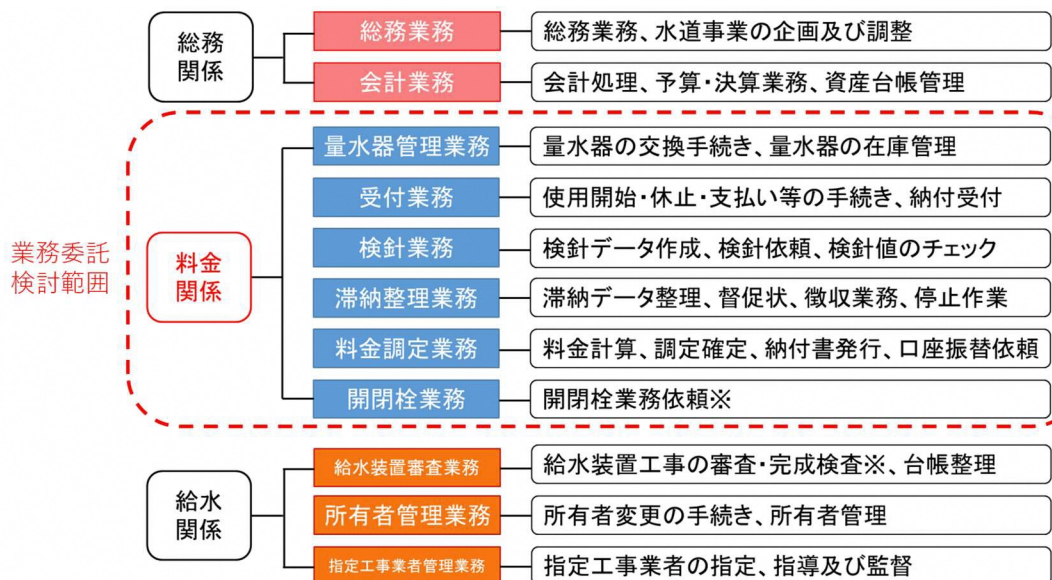 総務
関係
総務業務
総務業務、水道事業の企画及び調整
会計業務
会計処理、予算・決算業務、資産台帳管理
業務委託
検討範囲
料金
関係
量水器管理業務
量水器の交換手続き、量水器の在庫管理
受付業務
使用開始・休止・支払い等の手続き、納付受付
検針業務
検針データ作成、検針依頼、検針値のチェック
滞納整理業務
滞納データ整理、督促状、徴収業務、停止作業
料金調定業務
料金計算、調定確定、納付書発行、口座振替依頼
開閉栓業務
開閉栓業務依頼※
給水
関係
給水装置審査業務
給水装置工事の審査・完成検査※、台帳整理
所有者管理業務
所有者変更の手続き、所有者管理
指定工事業者管理業務
指定工事業者の指定、指導及び監督